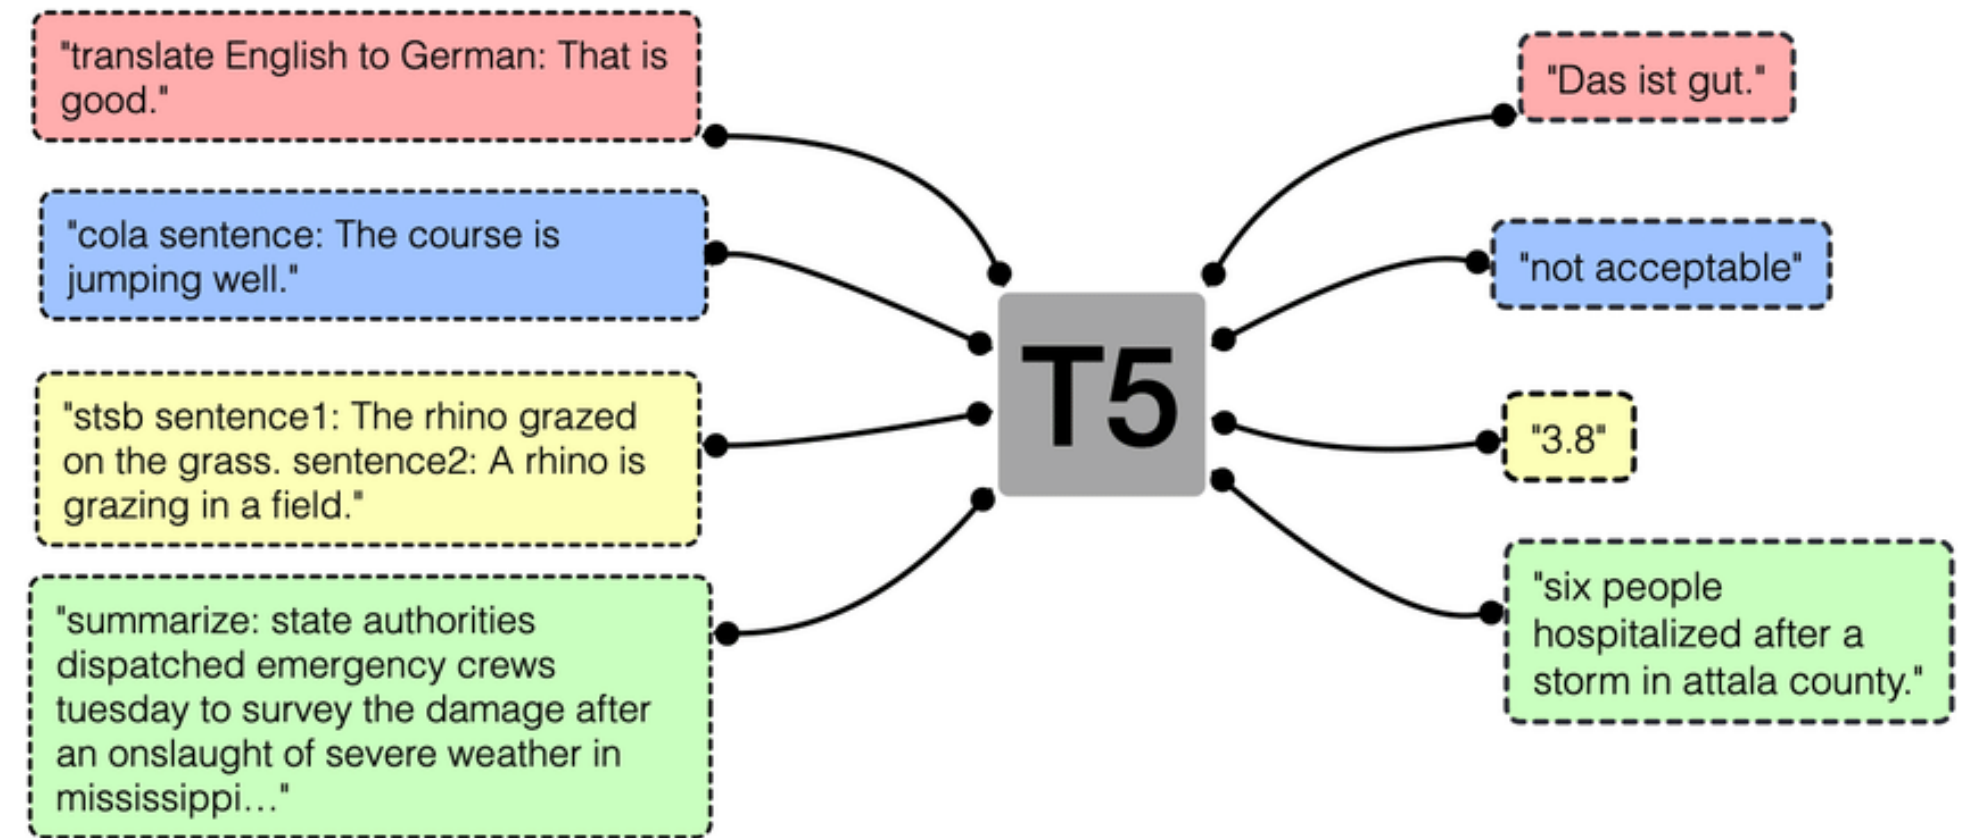 "translate English to German: That is
good."
"cola sentence: The course is
jumping well."
"stsb sentence1: The rhino grazed
on the grass. sentence2: A rhino is
grazing in a field."
"summarize: state authorities
dispatched emergency crews
tuesday to survey the damage after
an onslaught of severe weather in
mississippi…"
T5
"Das ist gut."
"not acceptable"
"3.8"
"six people
hospitalized after a
storm in attala county."